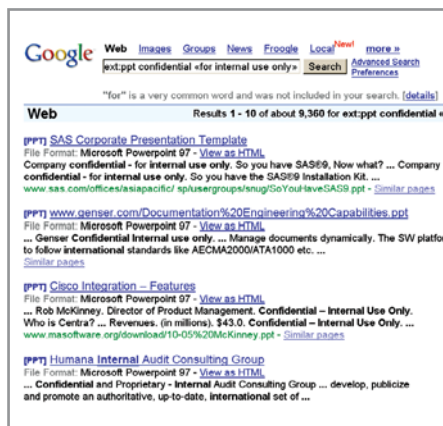 Google Web Images Groups News Froogle Local New! more »
ext:ppt confidential «for internal use only» Search Advanced Search
Preferences
"for" is a very common word and was not included in your search. [details]
Web Results 1 - 10 of about 9,360 for ext:ppt confidential «
[PPT] SAS Corporate Presentation Template
File Format: Microsoft Powerpoint 97 - View as HTML
Company confidential - for internal use only. So you have SAS®9, Now what? ... Company
confidential - for internal use only. So you have the SAS®9 Installation Kit. ...
www.sas.com/offices/asiapacific/ sp/usergroups/snug/SoYouHaveSAS9.ppt - Similar pages
[PPT] www.genser.com/Documentation%20Engineering%20Capabilities.ppt
... Genser Confidential Internal use only. ... Manage documents dynamically. The SW platfo
to follow international standards like AECMA2000/ATA1000 etc. ...
Similar pages
[PPT] Cisco Integration – Features
File Format: Microsoft Powerpoint 97 - View as HTML
... Rob McKinney. Director of Product Management. Confidential – Internal Use Only.
Who is Centra? ... Revenues. (in millions). $43.0. Confidential – Internal Use Only. ...
www.masoftware.org/download/10-05%20McKinney.ppt - Similar pages
[PPT] Humana Internal Audit Consulting Group
File Format: Microsoft Powerpoint 97 - View as HTML
... Confidential and Proprietary - Internal Audit Consulting Group ... develop, publicize
and promote an authoritative, up-to-date, international set of ...